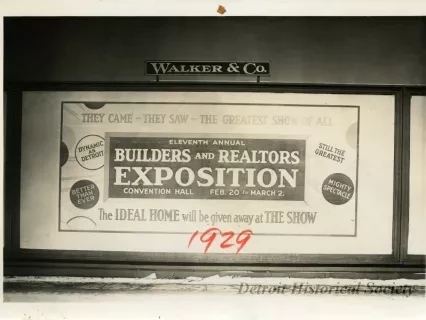 WALKER & CO.
THEY CAME - THEY SAW - THE GREATEST SHOW OF ALL
DYNAMIC
AS
DETROIT
BETTER
THAN
EVER
ELEVENTH ANNUAL
BUILDERS AND REALTORS
EXPOSITION
CONVENTION HALL FEB. 20 TO MARCH 2.
STILL THE
GREATEST
MIGHTY
SPECTACLE
The IDEAL HOME will be given away at THE SHOW
1929
Detroit Historical Society